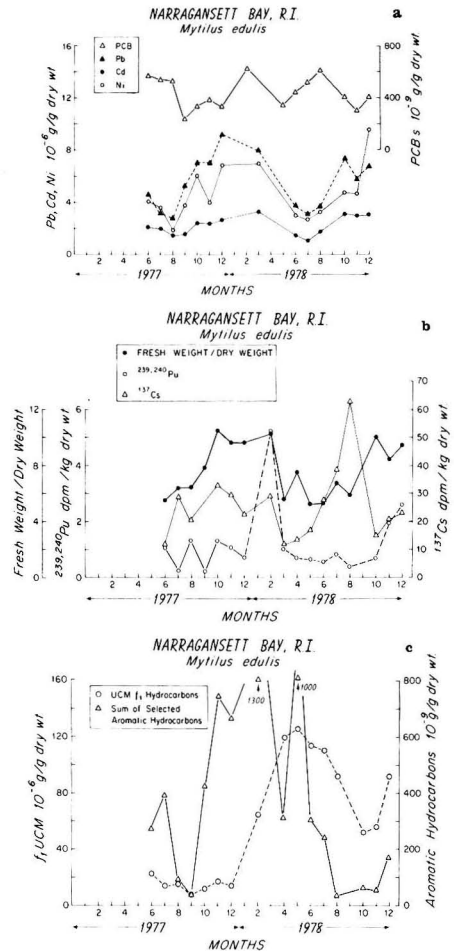 NARRAGANSETT BAY, R.I.
a
Mytilus edulis
PCB
Pb
Cd
Ni
Pb, Cd, Ni 10⁻⁶ g/g dry wt
16
12
8
4
0
PCBs 10⁻⁹ g/g dry wt
800
400
0
2 4 6 8 10 12 2 4 6 8 10 12
1977 1978
MONTHS
NARRAGANSETT BAY, R.I.
b
Mytilus edulis
FRESH WEIGHT/DRY WEIGHT
239,240Pu
137Cs
Fresh Weight/Dry Weight
12
8
4
0
239,240Pu dpm/kg dry wt
6
5
4
3
2
1
0
137Cs dpm/kg dry wt.
70
60
50
40
30
20
10
0
2 4 6 8 10 12 2 4 6 8 10 12
1977 1978
MONTHS
NARRAGANSETT BAY, R.I.
c
Mytilus edulis
UCM f₁ Hydrocarbons
Sum of Selected
Aromatic Hydrocarbons
1300
1000
f₁ UCM 10⁻⁶ g/g dry wt
160
120
80
40
0
Aromatic Hydrocarbons 10⁻⁹ g/g dry wt.
800
600
400
200
0
2 4 6 8 10 12 2 4 6 8 10 12
1977 1978
MONTHS